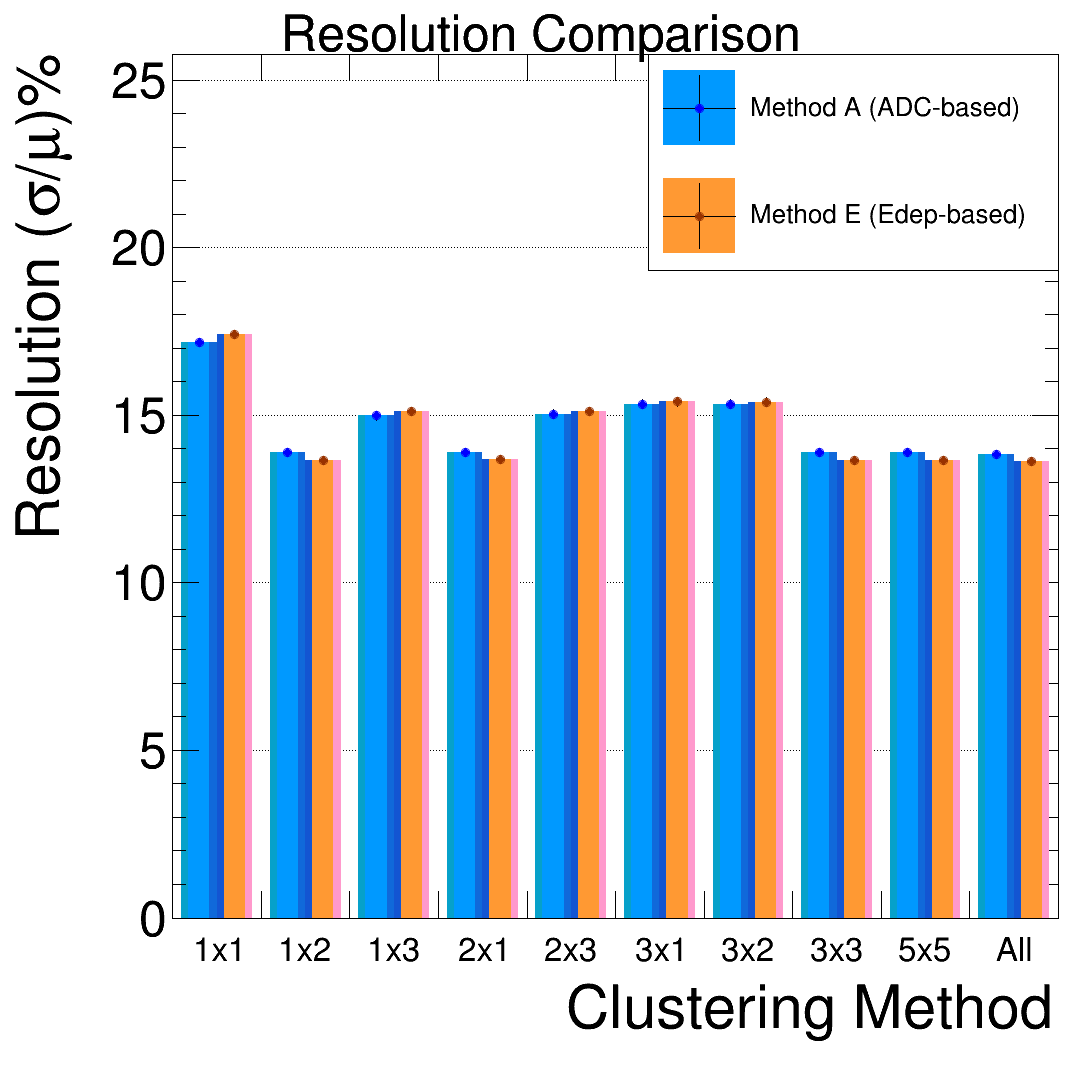 Resolution Comparison
Resolution (σ/μ)%
25
20
15
10
5
0
Method A (ADC-based)
Method E (Edep-based)
1x1 1x2 1x3 2x1 2x3 3x1 3x2 3x3 5x5 All
Clustering Method